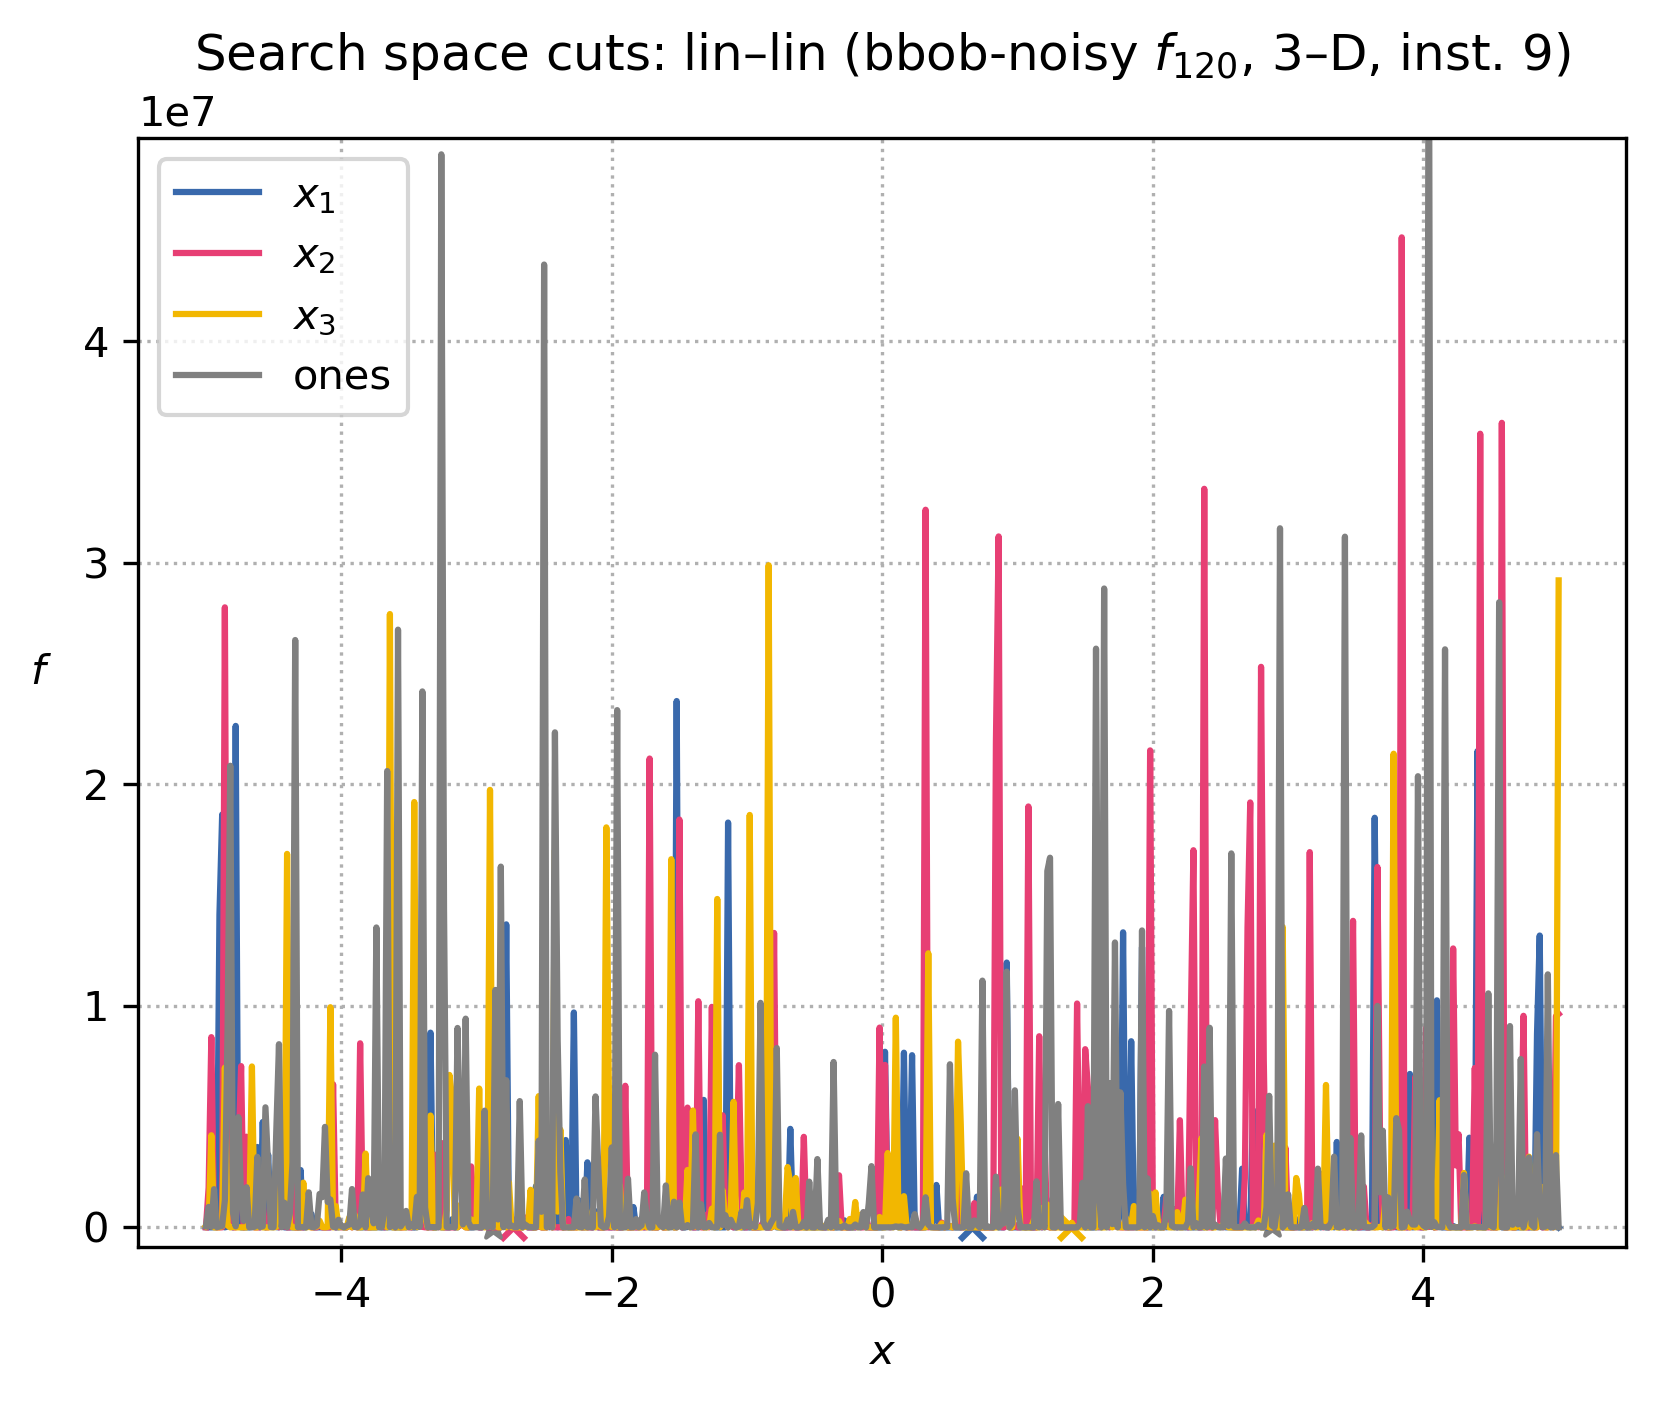 Search space cuts: lin–lin (bbob-noisy f120, 3–D, inst. 9)
1e7
x1
x2
x3
ones
4
3
2
1
0
f
−4 −2 0 2 4
x